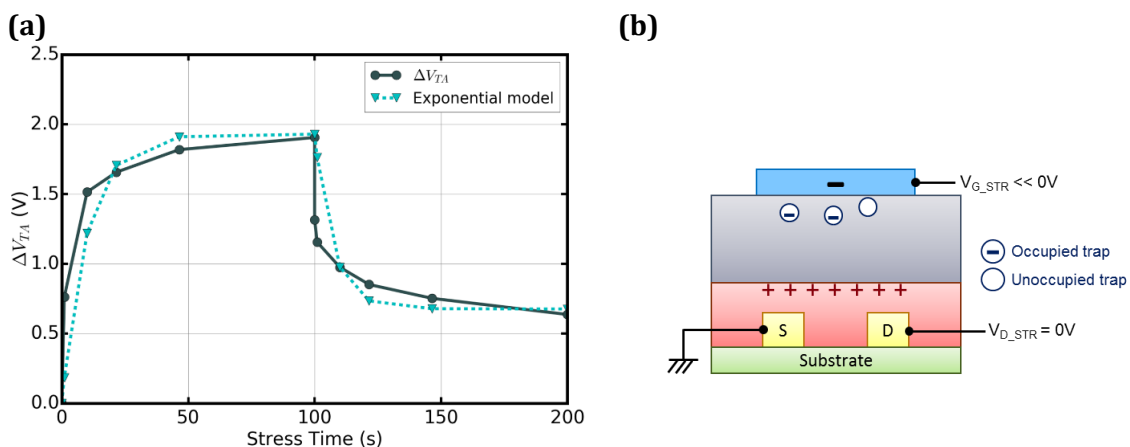 (a)
2.5
2.0
1.5
1.0
0.5
0.0
ΔV_TA (V)
0
50
100
150
200
Stress Time (s)
ΔV_TA
Exponential model
(b)
V_G_STR << 0V
Occupied trap
Unoccupied trap
+ + + + + + +
S
D
V_D_STR = 0V
Substrate